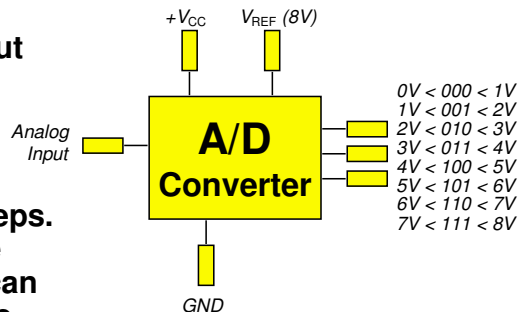 +VCC
VREF (8V)
ut
Analog
Input
A/D
Converter
0V < 000 < 1V
1V < 001 < 2V
2V < 010 < 3V
3V < 011 < 4V
4V < 100 < 5V
5V < 101 < 6V
6V < 110 < 7V
7V < 111 < 8V
eps.
can
GND